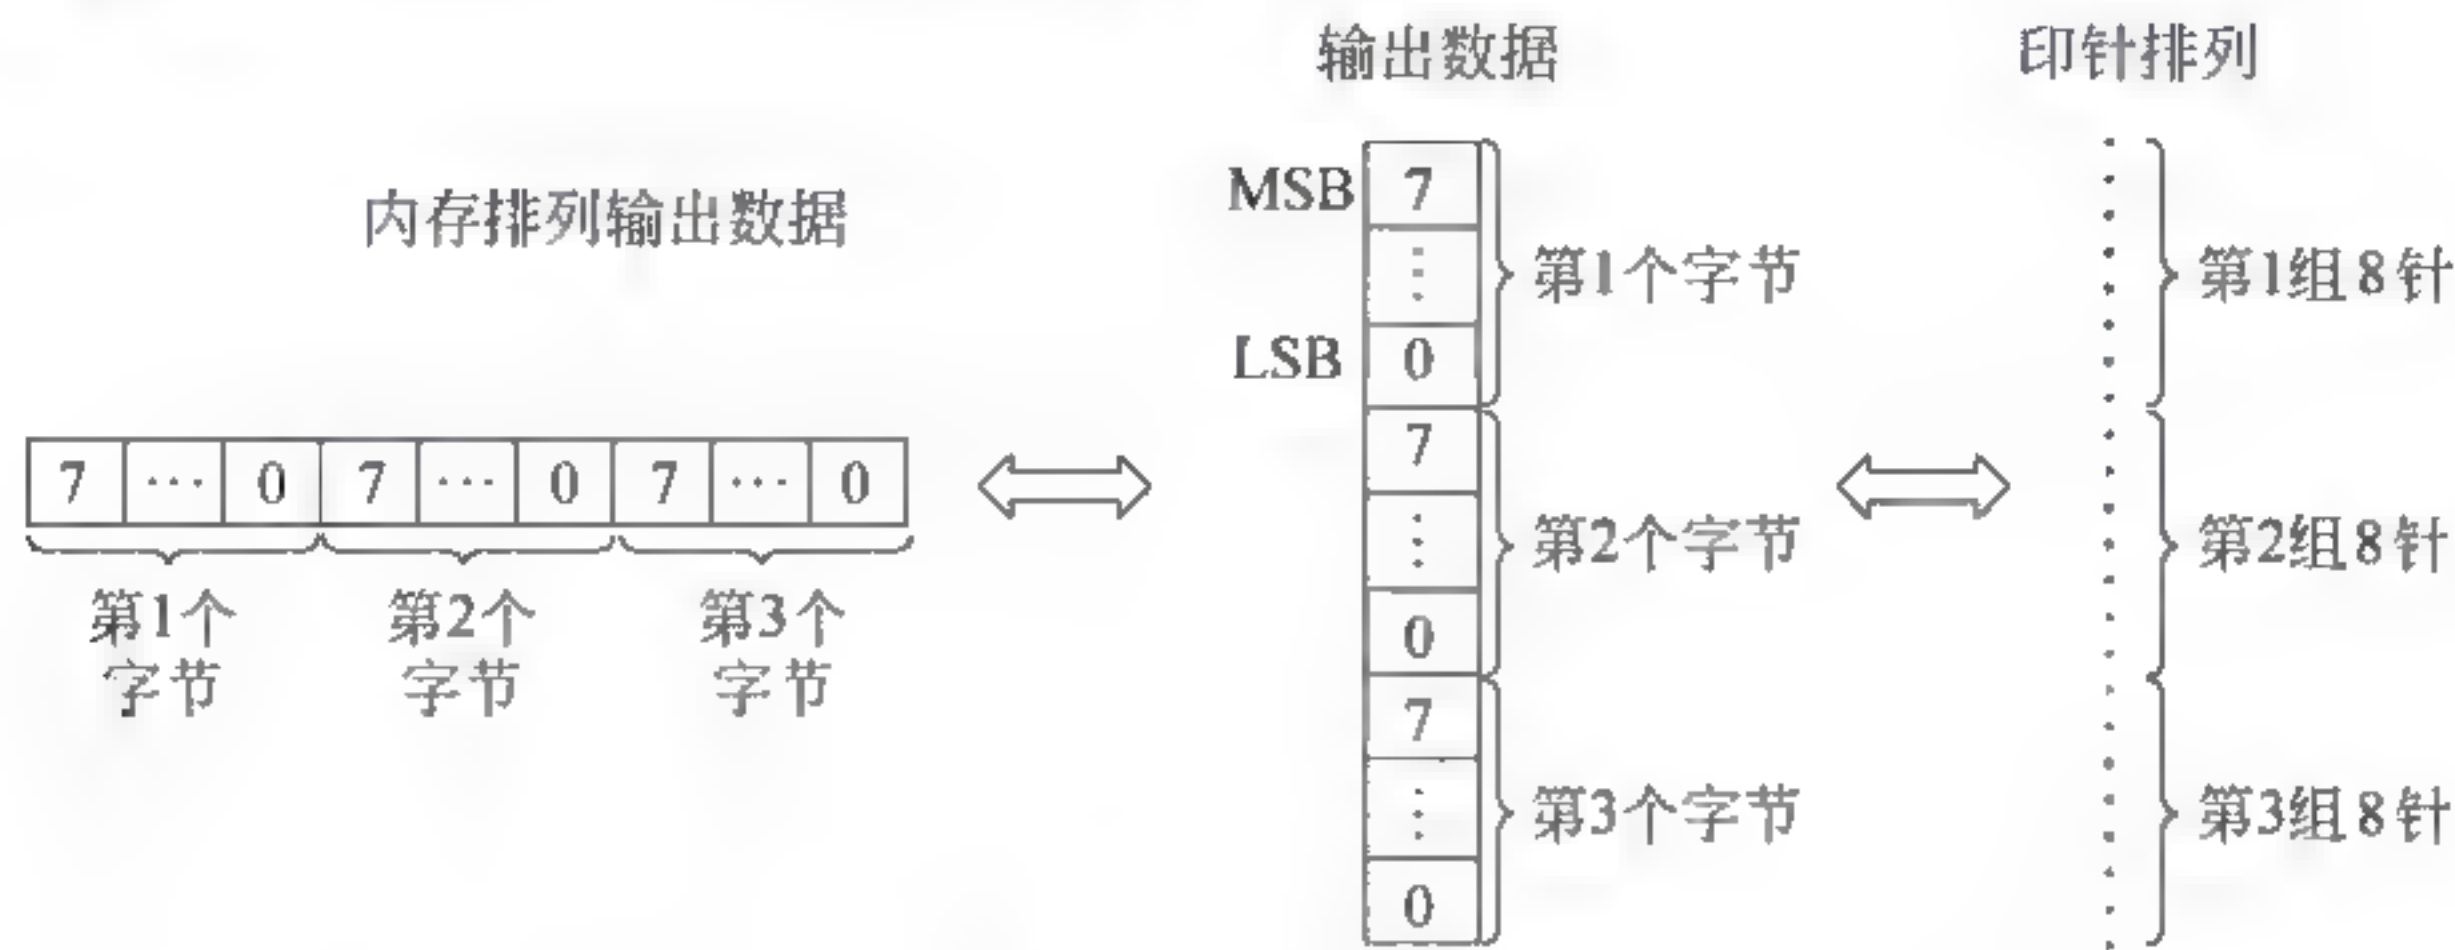 输出数据
印针排列
内存排列输出数据
7 … 0 7 … 0 7 … 0
第1个
字节
第2个
字节
第3个
字节
MSB 7
⋮
LSB 0
第1个字节
7
⋮
0
第2个字节
7
⋮
0
第3个字节
第1组8针
第2组8针
第3组8针